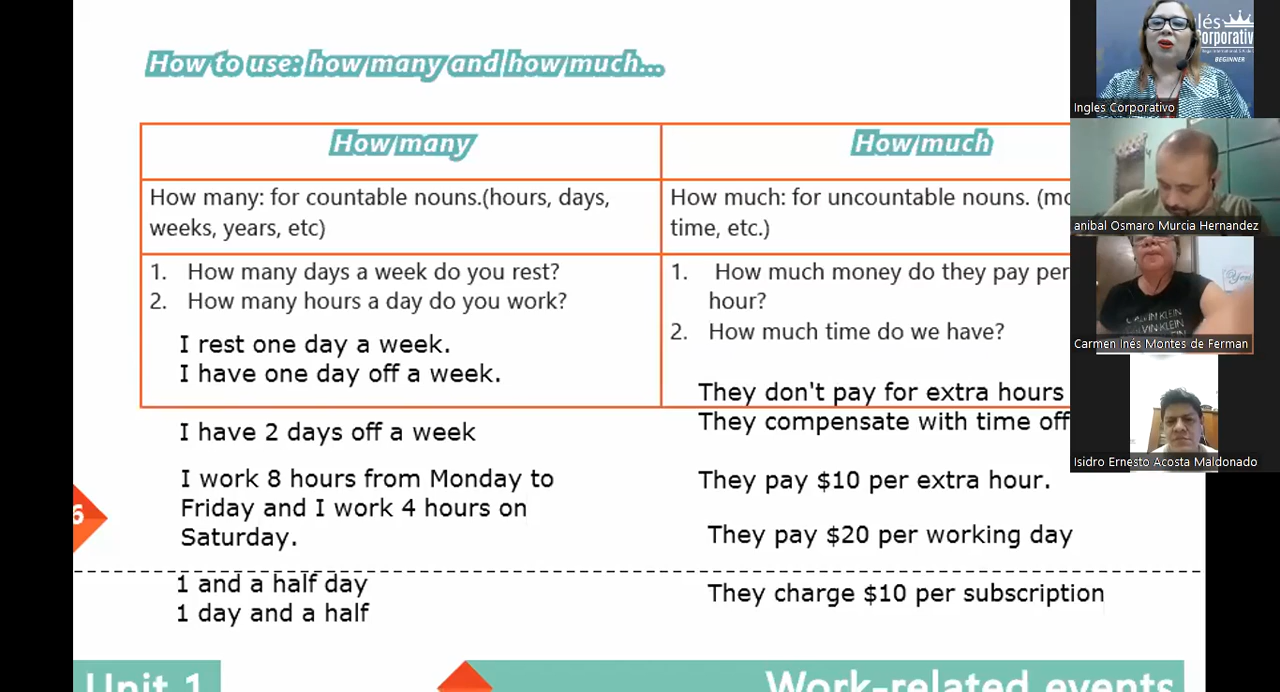 How to use: how many and how much...
How many
How much
How many: for countable nouns.(hours, days,
weeks, years, etc)
How much: for uncountable nouns. (mo
time, etc.)
1. How many days a week do you rest?
2. How many hours a day do you work?
I rest one day a week.
I have one day off a week.
I have 2 days off a week
I work 8 hours from Monday to
Friday and I work 4 hours on
Saturday.
1 and a half day
1 day and a half
1. How much money do they pay per
hour?
2. How much time do we have?
They don't pay for extra hours
They compensate with time off
They pay $10 per extra hour.
They pay $20 per working day
They charge $10 per subscription
6
Unit 1
Work-related events
lés
Corporativ
BEGINNER
Ingles Corporativo
anibal Osmaro Murcia Hernandez
CALVIN KLEIN
Carmen Inés Montes de Ferman
Isidro Ernesto Acosta Maldonado